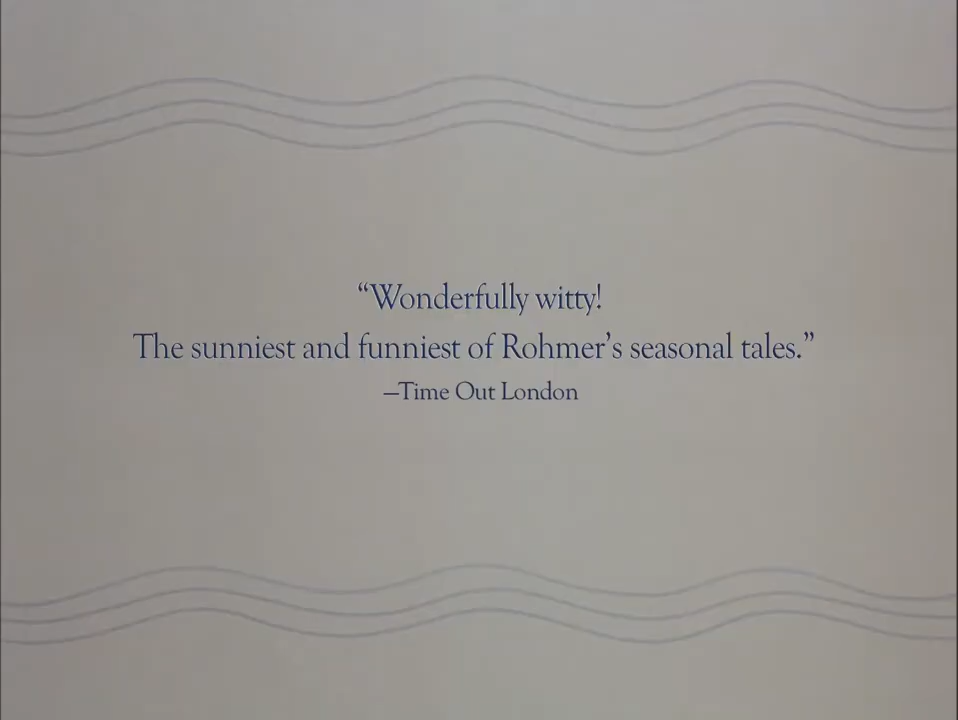 “Wonderfully witty!
The sunniest and funniest of Rohmer’s seasonal tales.”
—Time Out London